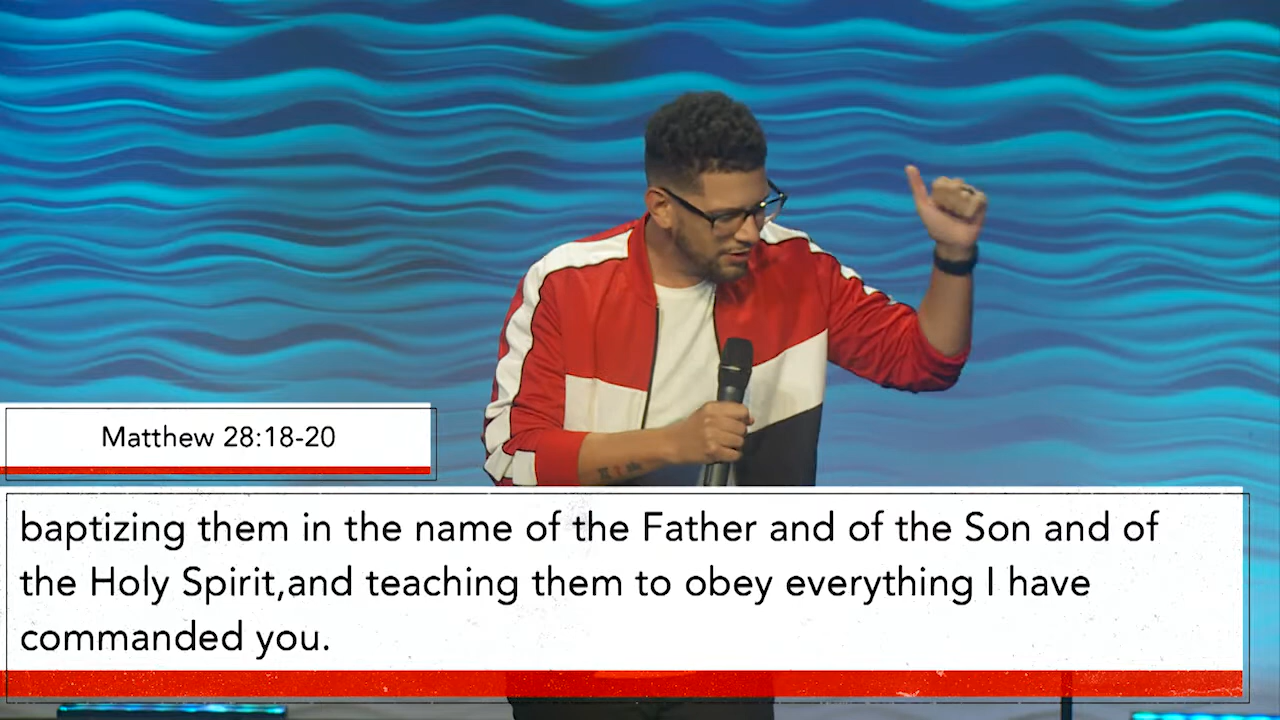 Matthew 28:18-20
baptizing them in the name of the Father and of the Son and of
the Holy Spirit,and teaching them to obey everything I have
commanded you.